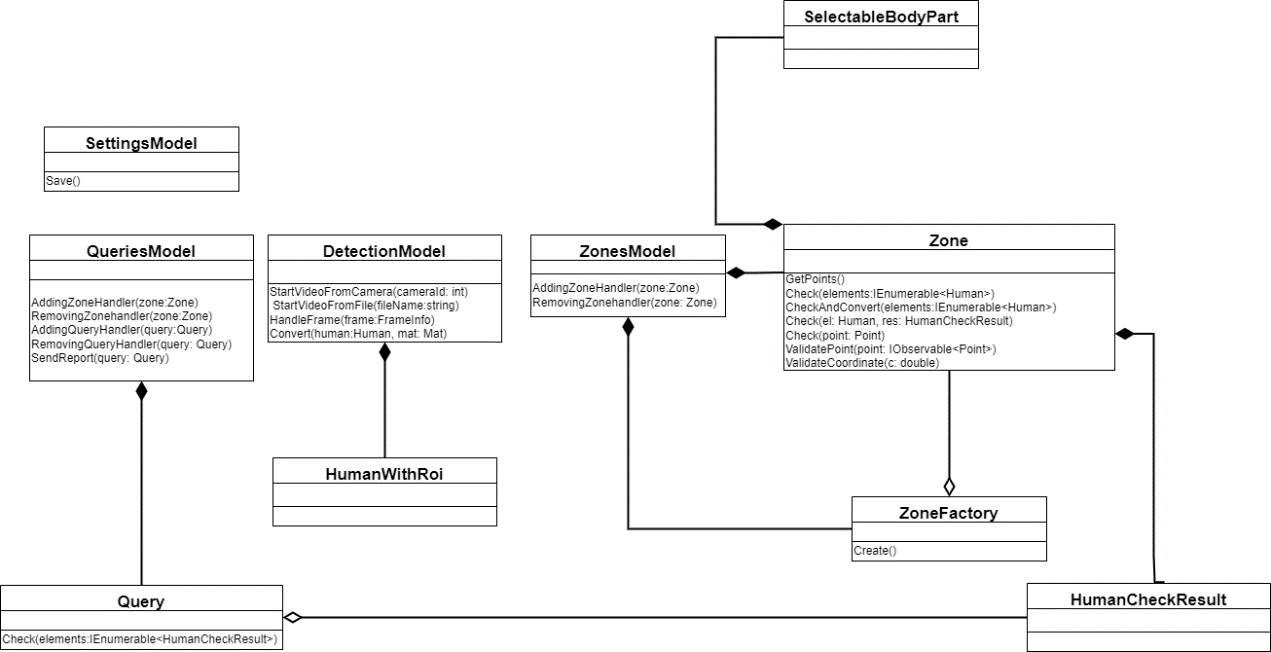 SelectableBodyPart
SettingsModel
Save()
QueriesModel
AddingZoneHandler(zone:Zone)
RemovingZonehandler(zone:Zone)
AddingQueryHandler(query:Query)
RemovingQueryHandler(query: Query)
SendReport(query: Query)
DetectionModel
StartVideoFromCamera(cameraId: int)
StartVideoFromFile(fileName:string)
HandleFrame(frame:FrameInfo)
Convert(human:Human, mat: Mat)
ZonesModel
AddingZoneHandler(zone:Zone)
RemovingZonehandler(zone: Zone)
Zone
GetPoints()
Check(elements:IEnumerable<Human>)
CheckAndConvert(elements:IEnumerable<Human>)
Check(el: Human, res: HumanCheckResult)
Check(point: Point)
ValidatePoint(point: IObservable<Point>)
ValidateCoordinate(c: double)
HumanWithRoi
ZoneFactory
Create()
Query
Check(elements:IEnumerable<HumanCheckResult>)
HumanCheckResult